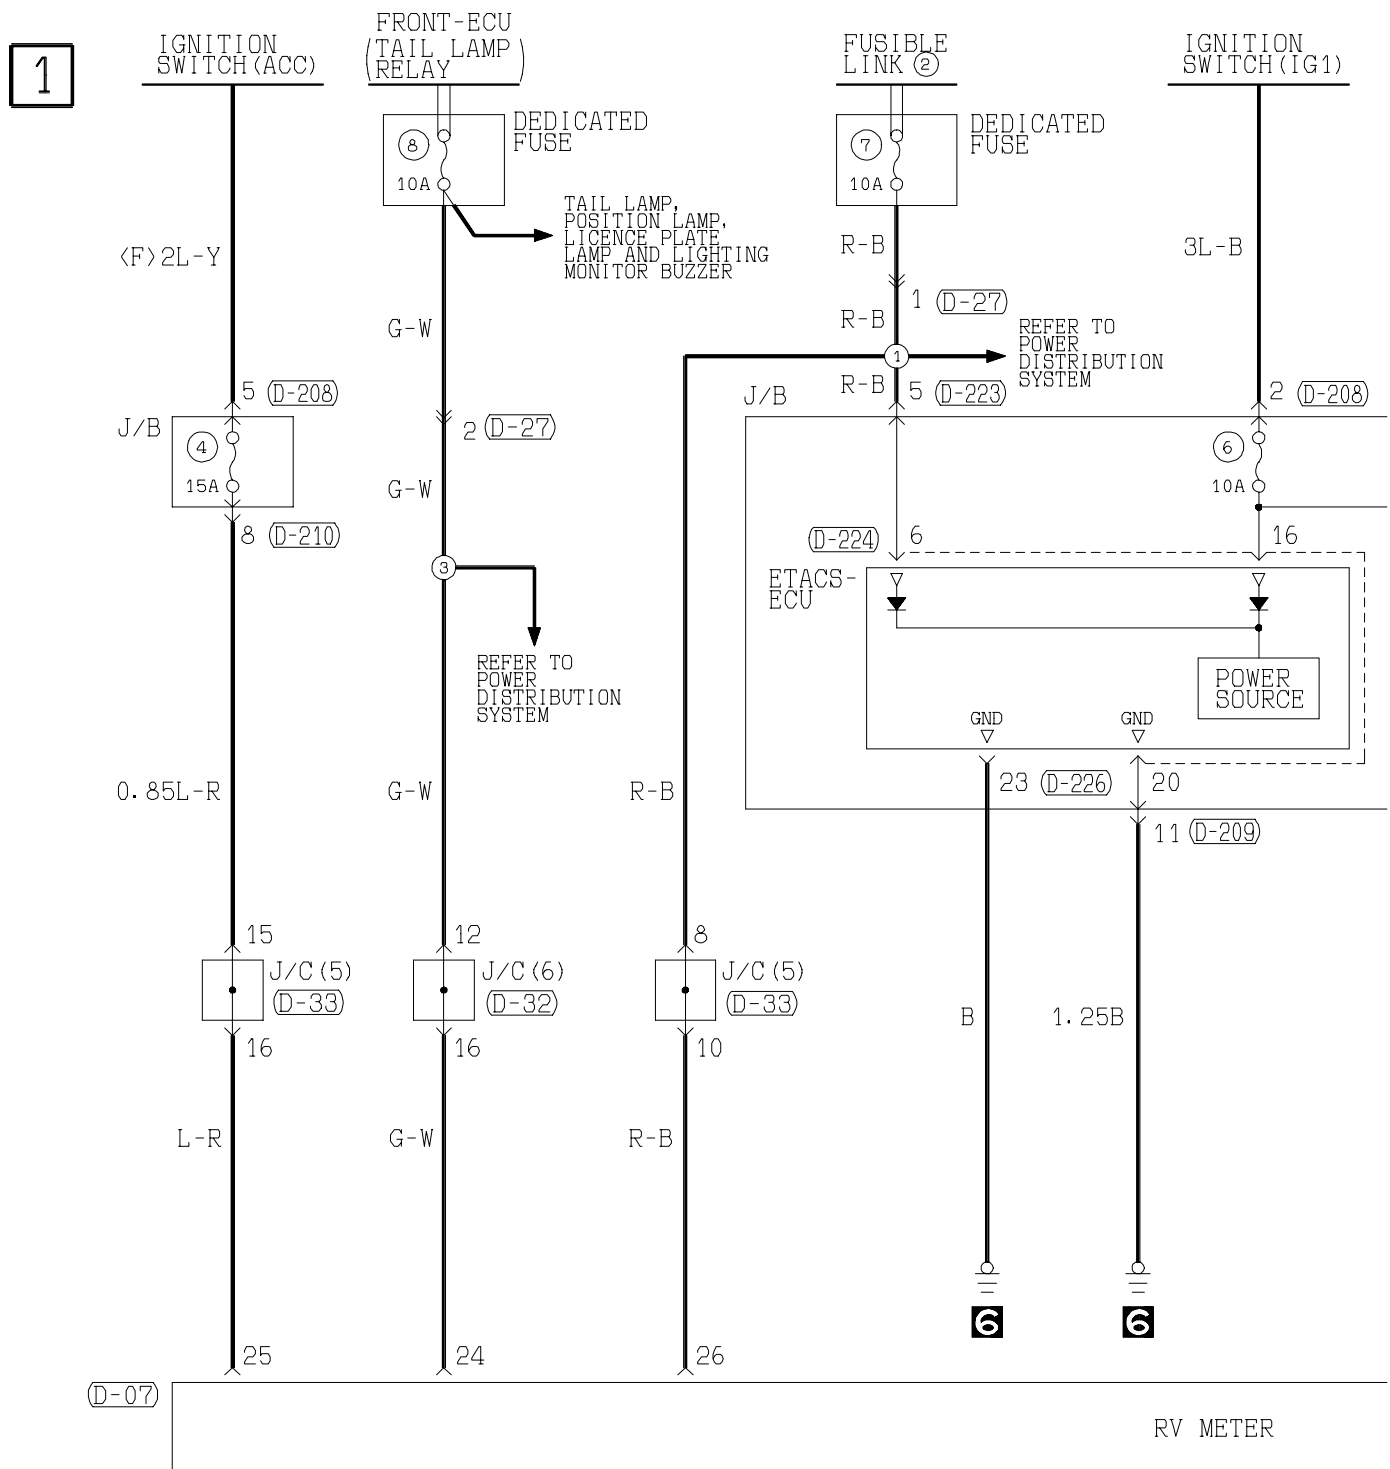 1
IGNITION
SWITCH(ACC)
FRONT-ECU
(TAIL LAMP
RELAY)
FUSIBLE
LINK ②
IGNITION
SWITCH(IG1)
8
10A
DEDICATED
FUSE
7
10A
DEDICATED
FUSE
TAIL LAMP,
POSITION LAMP,
LICENCE PLATE
LAMP AND LIGHTING
MONITOR BUZZER
<F>2L-Y
G-W
R-B
3L-B
1 (D-27)
R-B
1
REFER TO
POWER
DISTRIBUTION
SYSTEM
R-B
5 (D-208)
5 (D-223)
2 (D-208)
J/B
J/B
4
15A
2 (D-27)
6
10A
G-W
8 (D-210)
(D-224) 6
16
3
ETACS-
ECU
REFER TO
POWER
DISTRIBUTION
SYSTEM
POWER
SOURCE
GND
GND
0.85L-R
G-W
R-B
23 (D-226) 20
11 (D-209)
15
12
8
J/C(5)
(D-33)
J/C(6)
(D-32)
J/C(5)
(D-33)
B
1.25B
16
16
10
L-R
G-W
R-B
6
6
25
24
26
(D-07)
RV METER